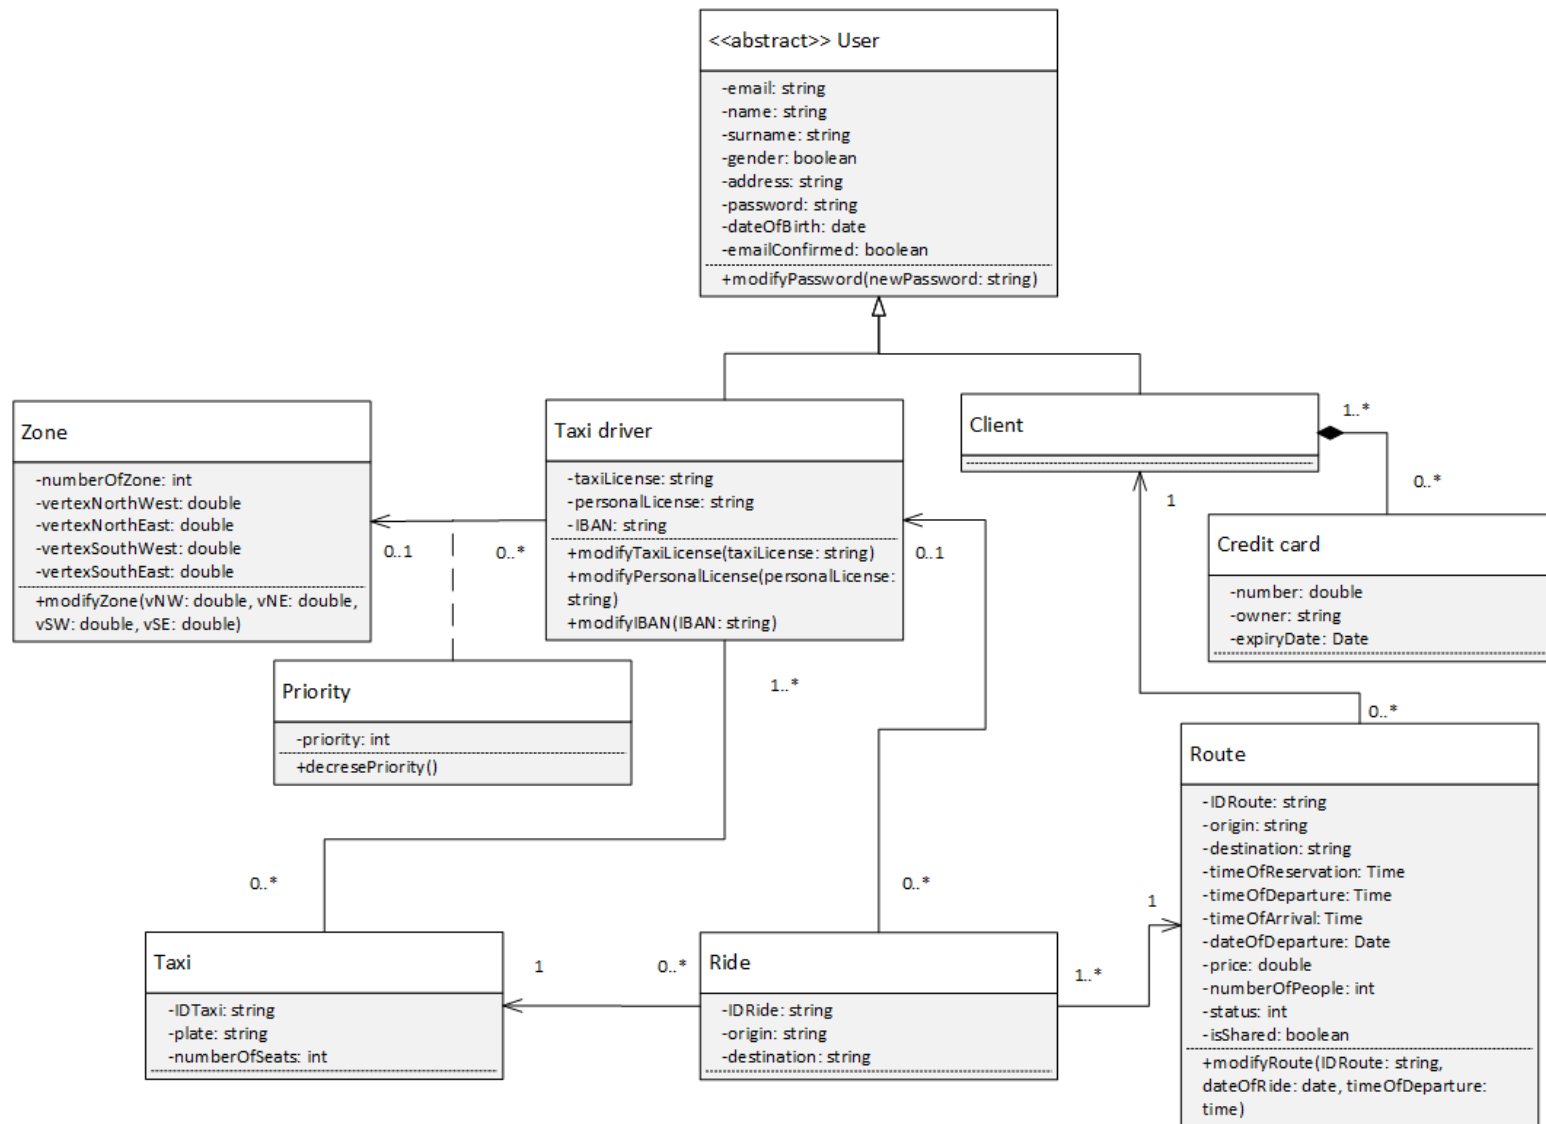 <<abstract>> User
-email: string
-name: string
-surname: string
-gender: boolean
-address: string
-password: string
-dateOfBirth: date
-emailConfirmed: boolean
+modifyPassword(newPassword: string)
Zone
-numberOfZone: int
-vertexNorthWest: double
-vertexNorthEast: double
-vertexSouthWest: double
-vertexSouthEast: double
+modifyZone(vNW: double, vNE: double,
vSW: double, vSE: double)
0..1
0..*
Taxi driver
-taxiLicense: string
-personalLicense: string
-IBAN: string
+modifyTaxiLicense(taxiLicense: string)
+modifyPersonalLicense(personalLicense:
string)
+modifyIBAN(IBAN: string)
0..1
Client
1..*
0..*
1
Credit card
-number: double
-owner: string
-expiryDate: Date
Priority
-priority: int
+decresePriority()
1..*
0..*
0..*
0..*
Route
-IDRoute: string
-origin: string
-destination: string
-timeOfReservation: Time
-timeOfDeparture: Time
-timeOfArrival: Time
-dateOfDeparture: Date
-price: double
-numberOfPeople: int
-status: int
-isShared: boolean
+modifyRoute(IDRoute: string,
dateOfRide: date, timeOfDeparture:
time)
Taxi
-IDTaxi: string
-plate: string
-numberOfSeats: int
1
0..*
Ride
-IDRide: string
-origin: string
-destination: string
1..*
1